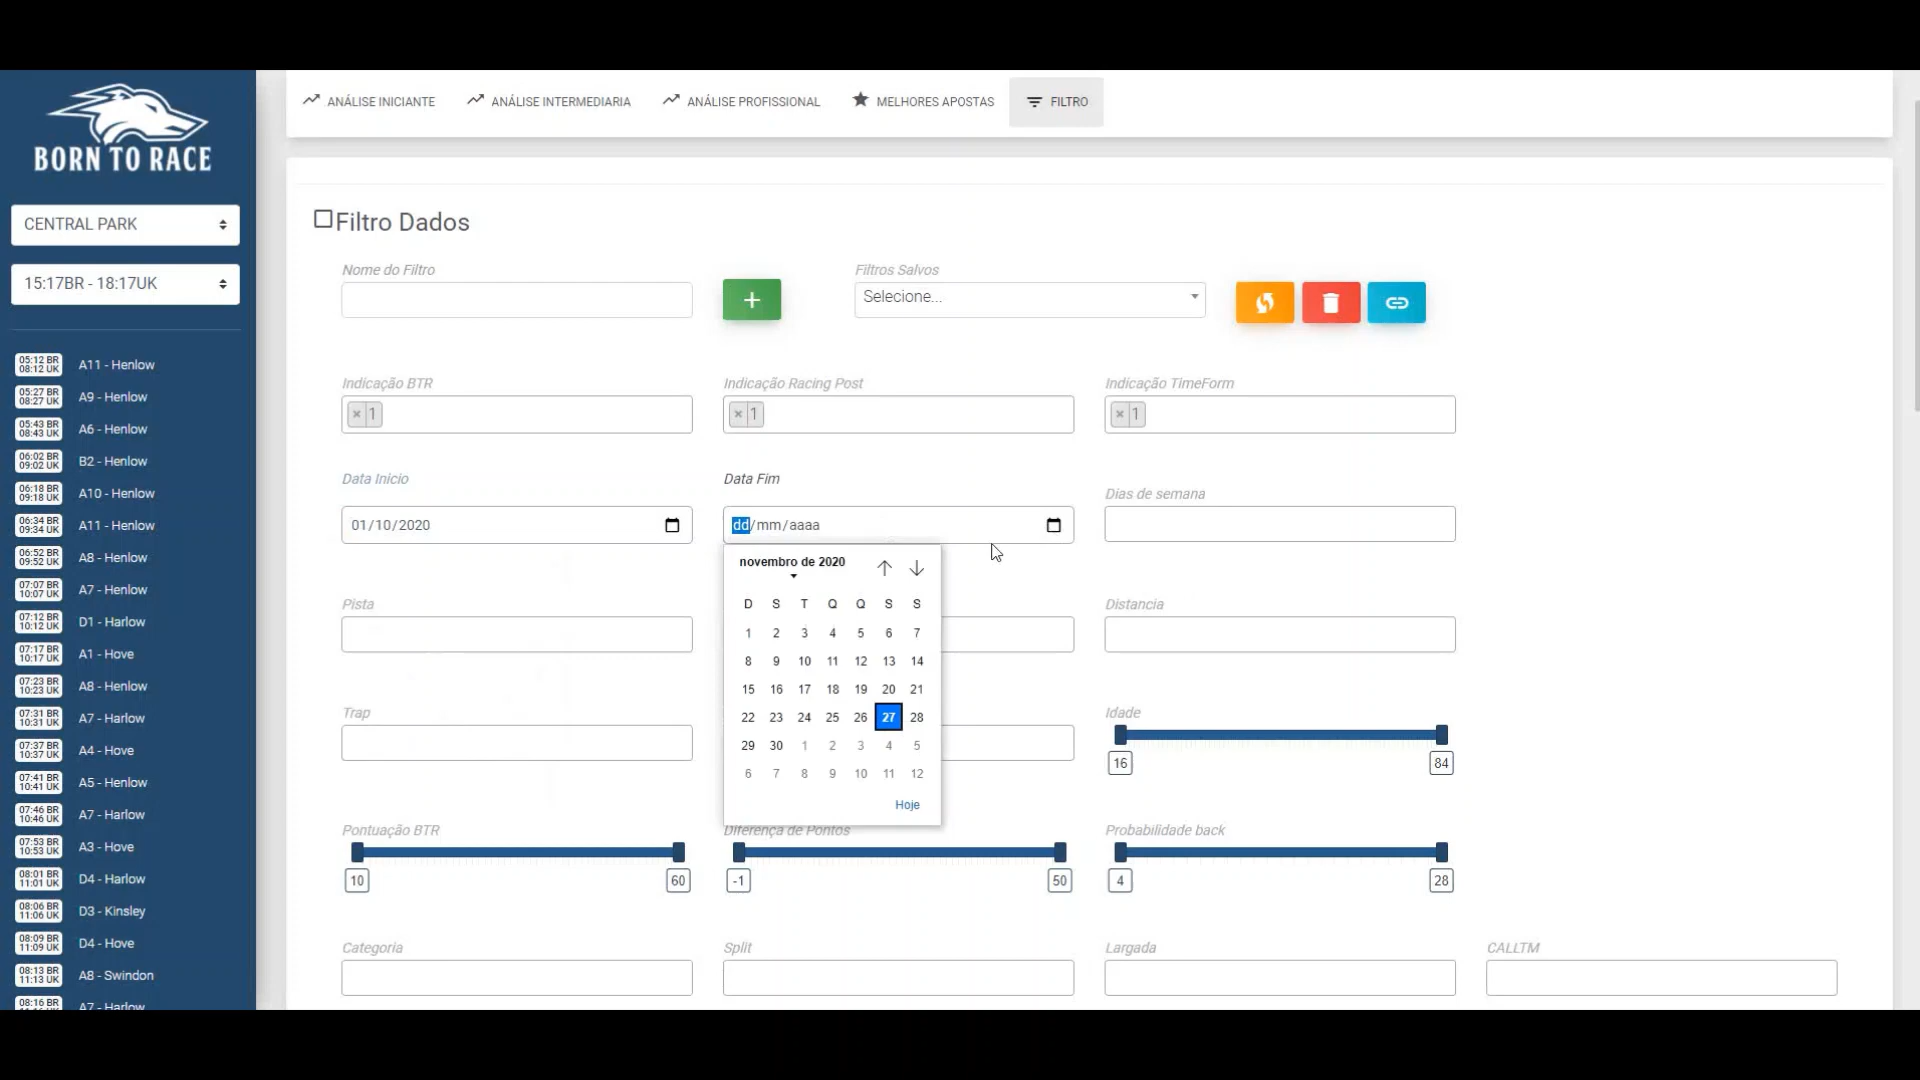 BORN TO RACE
CENTRAL PARK
15:17BR - 18:17UK
05:12 BR
08:12 UK
A11 - Henlow
05:27 BR
08:27 UK
A9 - Henlow
05:43 BR
08:43 UK
A6 - Henlow
06:02 BR
09:02 UK
B2 - Henlow
06:18 BR
09:18 UK
A10 - Henlow
06:34 BR
09:34 UK
A11 - Henlow
06:52 BR
09:52 UK
A8 - Henlow
07:07 BR
10:07 UK
A7 - Henlow
07:12 BR
10:12 UK
D1 - Harlow
07:17 BR
10:17 UK
A1 - Hove
07:23 BR
10:23 UK
A8 - Henlow
07:31 BR
10:31 UK
A7 - Harlow
07:37 BR
10:37 UK
A4 - Hove
07:41 BR
10:41 UK
A5 - Henlow
07:46 BR
10:46 UK
A7 - Harlow
07:53 BR
10:53 UK
A3 - Hove
08:01 BR
11:01 UK
D4 - Harlow
08:06 BR
11:06 UK
D3 - Kinsley
08:09 BR
11:09 UK
D4 - Hove
08:13 BR
11:13 UK
A8 - Swindon
08:16 BR
A7 - Harlow
ANÁLISE INICIANTE ANÁLISE INTERMEDIARIA ANÁLISE PROFISSIONAL MELHORES APOSTAS FILTRO
Filtro Dados
Nome do Filtro Filtros Salvos
+ Selecione...
Indicação BTR Indicação Racing Post Indicação TimeForm
× 1 × 1 × 1
Data Inicio Data Fim Dias de semana
01/10/2020 dd/mm/aaaa
novembro de 2020
D S T Q Q S S
1 2 3 4 5 6 7
8 9 10 11 12 13 14
15 16 17 18 19 20 21
22 23 24 25 26 27 28
29 30 1 2 3 4 5
6 7 8 9 10 11 12
Hoje
Pista Distancia
Trap Idade
16 84
Pontuação BTR Diferença de Pontos Probabilidade back
10 60 -1 50 4 28
Categoria Split Largada CALLTM